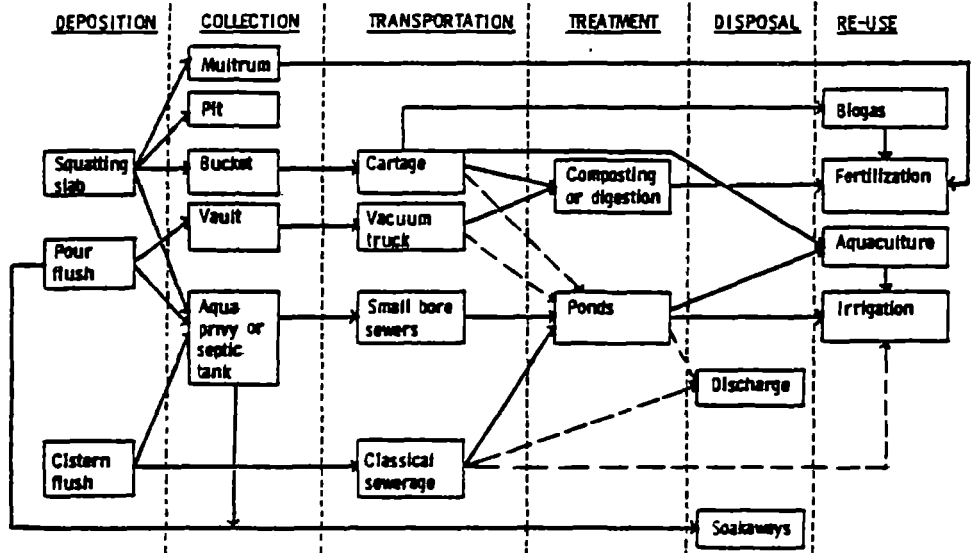 DEPOSITION
COLLECTION
TRANSPORTATION
TREATMENT
DISPOSAL
RE-USE
Multrum
Pit
Biogas
Squatting
slab
Bucket
Cartage
Composting
or digestion
Fertilization
Vault
Vacuum
truck
Pour
flush
Aquaculture
Aqua
privy or
septic
tank
Small bore
sewers
Ponds
Irrigation
Discharge
Cistern
flush
Classical
sewerage
Soakaways